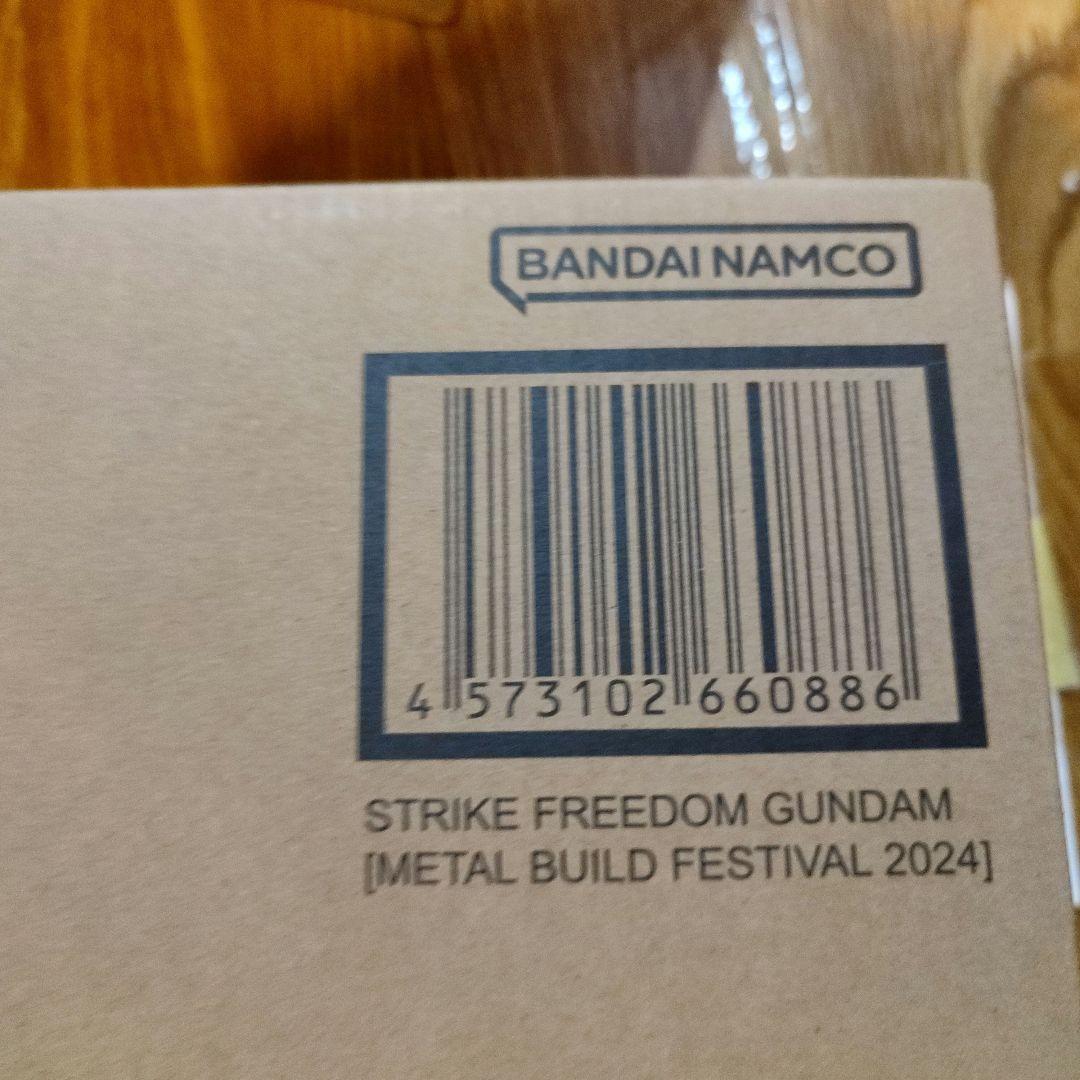 BANDAI NAMCO
4 573102 660886
STRIKE FREEDOM GUNDAM
[METAL BUILD FESTIVAL 2024]